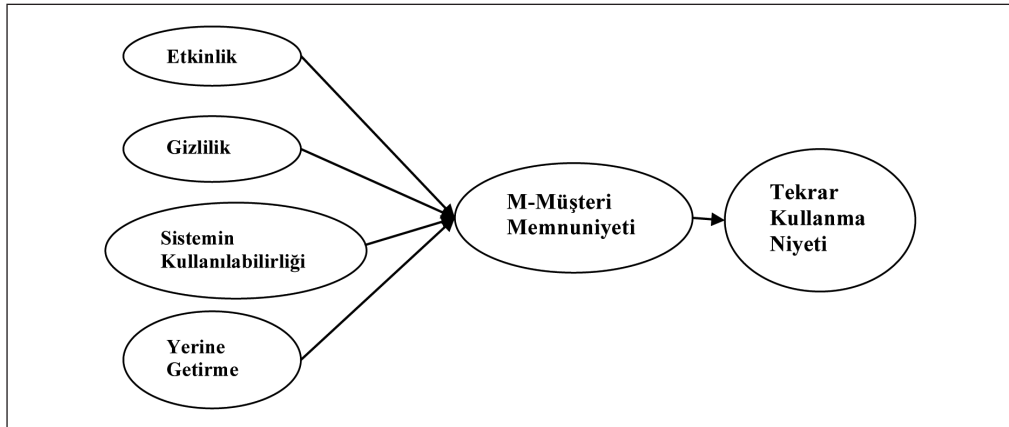 Etkinlik
Gizlilik
Sistemin
Kullanılabilirliği
Yerine
Getirme
M-Müşteri
Memnuniyeti
Tekrar
Kullanma
Niyeti